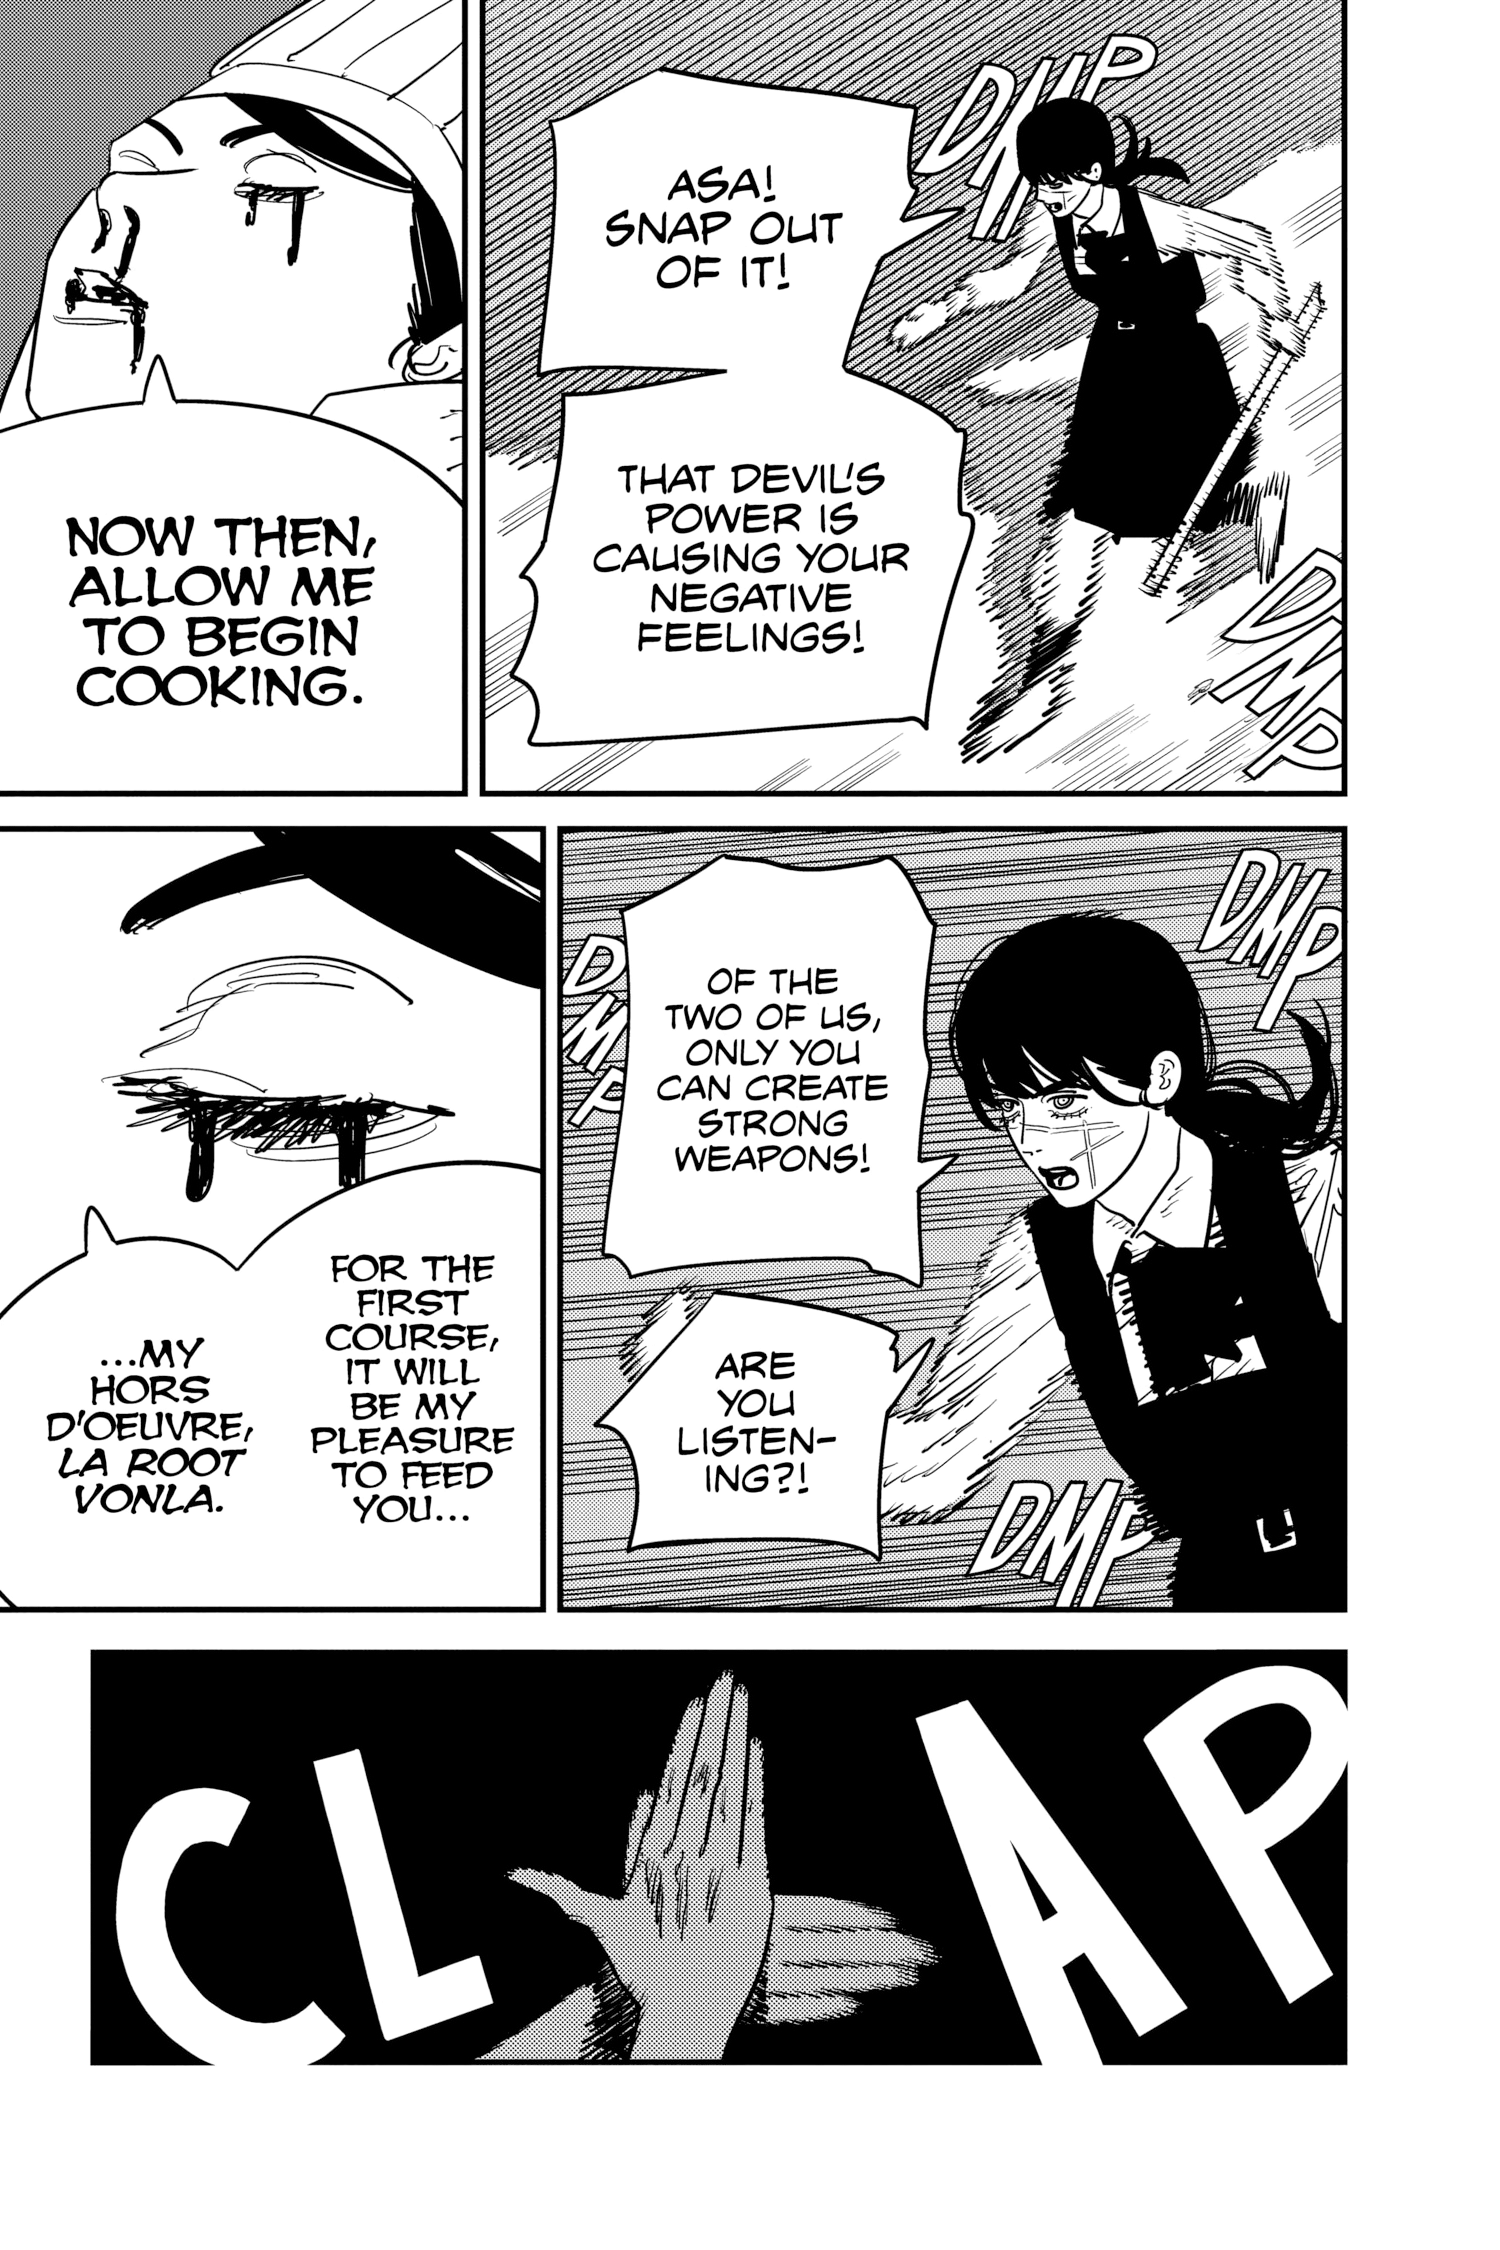 DMP
ASA!
SNAP OUT
OF IT!
THAT DEVIL'S
POWER IS
CAUSING YOUR
NEGATIVE
FEELINGS!
DMP
DMP
NOW THEN,
ALLOW ME
TO BEGIN
COOKING.
DMP
OF THE
TWO OF US,
ONLY YOU
CAN CREATE
STRONG
WEAPONS!
DMP
ARE
YOU
LISTEN-
ING?!
DMP
FOR THE
FIRST
COURSE,
IT WILL
BE MY
PLEASURE
TO FEED
YOU...
...MY
HORS
D'OEUVRE,
LA ROOT
VONLA.
CLAP